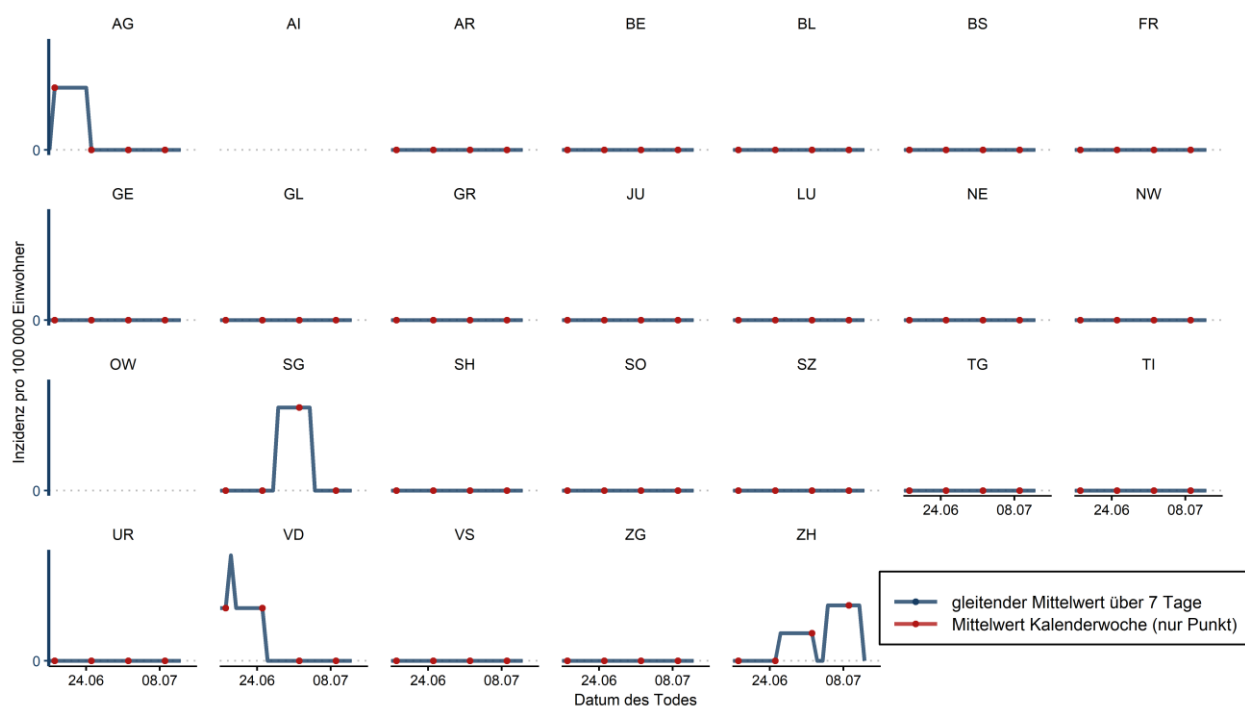 AG AI AR BE BL BS FR
0
GE GL GR JU LU NE NW
0
Inzidenz pro 100 000 Einwohner
OW SG SH SO SZ TG TI
0
24.06 08.07 24.06 08.07
UR VD VS ZG ZH
0
gleitender Mittelwert über 7 Tage
Mittelwert Kalenderwoche (nur Punkt)
24.06 08.07 24.06 08.07 24.06 08.07 24.06 08.07 24.06 08.07
Datum des Todes